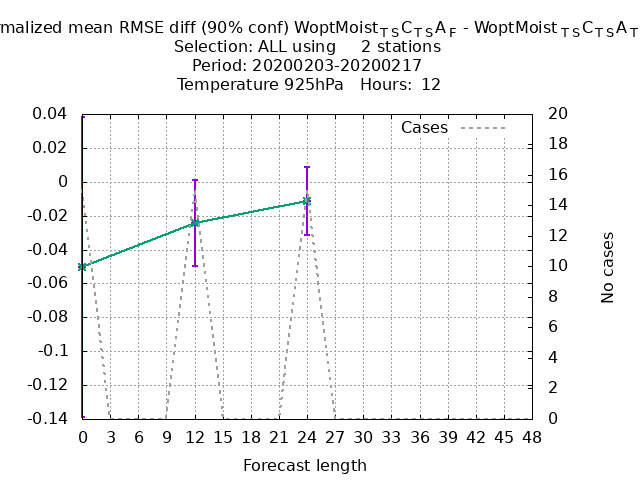 rmalized mean RMSE diff (90% conf) WoptMoist_TSC_TSA_F - WoptMoist_TSC_TSA_T
Selection: ALL using 2 stations
Period: 20200203-20200217
Temperature 925hPa Hours: 12
Cases
0.04
0.02
0
-0.02
-0.04
-0.06
-0.08
-0.1
-0.12
-0.14
20
18
16
14
12
10
8
6
4
2
0
No cases
0 3 6 9 12 15 18 21 24 27 30 33 36 39 42 45 48
Forecast length